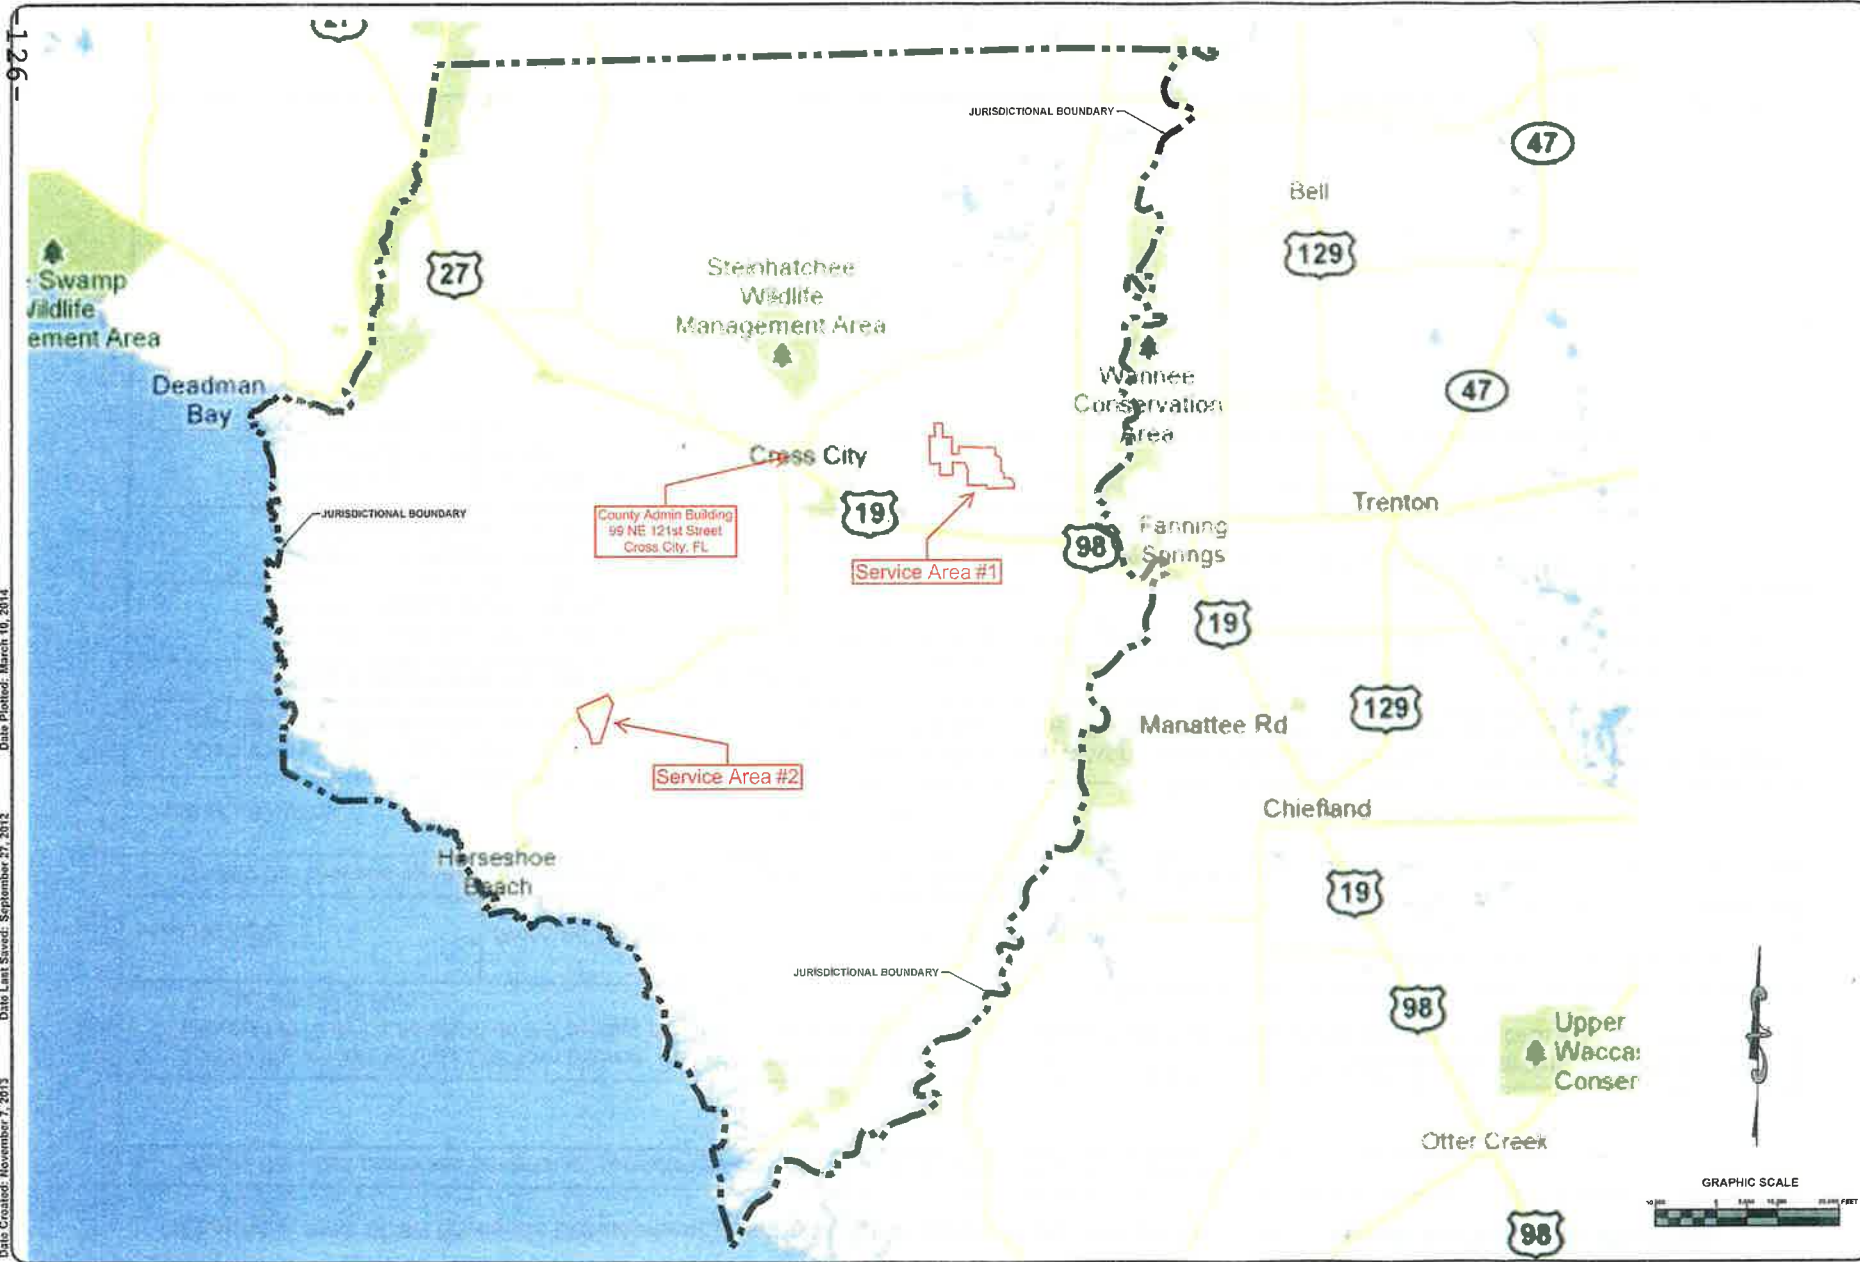 -126-
JURISDICTIONAL BOUNDARY
47
Bell
129
27
Steinhatchee
Wildlife
Management Area
Swamp
Wildlife
ement Area
Deadman
Bay
Wannee
Conservation
Area
47
Cross City
Trenton
JURISDICTIONAL BOUNDARY
County Admin Building
99 NE 121st Street
Cross City, FL
19
98
Fanning
Springs
Service Area #1
19
129
Manattee Rd
Service Area #2
Chiefland
Horseshoe
Beach
19
JURISDICTIONAL BOUNDARY
98
Upper
Wacca
Conser
Otter Creek
GRAPHIC SCALE
FEET
98
Date Plotted: March 10, 2014
Date Last Saved: September 27, 2012
Date Created: November 7, 2013